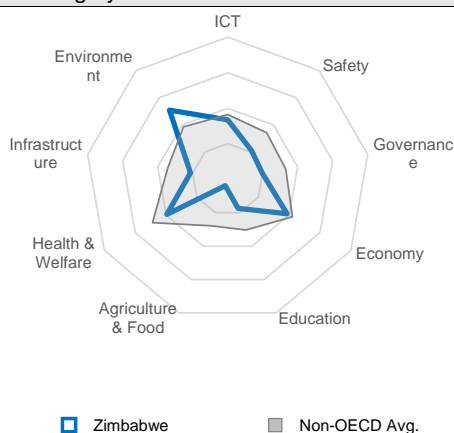 ICT
Safety
Governanc
e
Economy
Education
Agriculture
& Food
Health &
Welfare
Infrastruct
ure
Environme
nt
Zimbabwe
Non-OECD Avg.